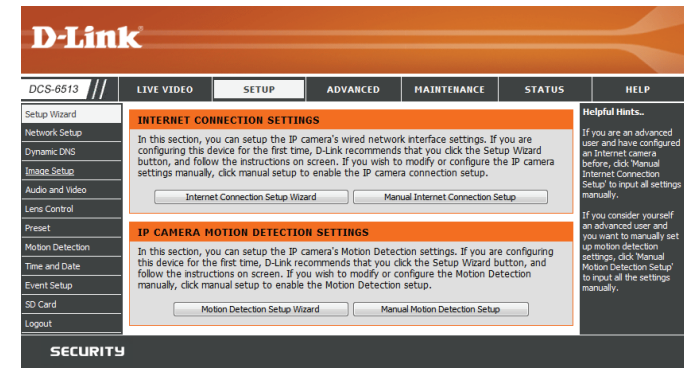 D-Link
DCS-6513 // LIVE VIDEO SETUP ADVANCED MAINTENANCE STATUS HELP
Setup Wizard
Network Setup
Dynamic DNS
Image Setup
Audio and Video
Lens Control
Preset
Motion Detection
Time and Date
Event Setup
SD Card
Logout
INTERNET CONNECTION SETTINGS
In this section, you can setup the IP camera's wired network interface settings. If you are
configuring this device for the first time, D-Link recommends that you click the Setup Wizard
button, and follow the instructions on screen. If you wish to modify or configure the IP camera
settings manually, click manual setup to enable the IP camera connection setup.
Internet Connection Setup Wizard Manual Internet Connection Setup
IP CAMERA MOTION DETECTION SETTINGS
In this section, you can setup the IP camera's Motion Detection settings. If you are configuring
this device for the first time, D-Link recommends that you click the Setup Wizard button, and
follow the instructions on screen. If you wish to modify or configure the Motion Detection
manually, click manual setup to enable the Motion Detection setup.
Motion Detection Setup Wizard Manual Motion Detection Setup
Helpful Hints..
If you are an advanced
user and have configured
an Internet camera
before, click 'Manual
Internet Connection
Setup' to input all settings
manually.
If you consider yourself
an advanced user and
you want to manually set
up motion detection
settings, click 'Manual
Motion Detection Setup'
to input all the settings
manually.
SECURITY